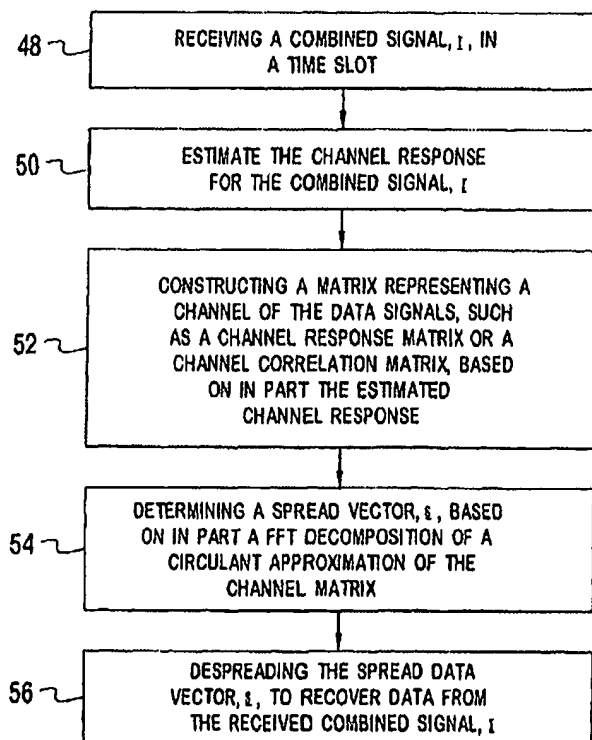 48
RECEIVING A COMBINED SIGNAL, r, IN
A TIME SLOT
50
ESTIMATE THE CHANNEL RESPONSE
FOR THE COMBINED SIGNAL, r
52
CONSTRUCTING A MATRIX REPRESENTING A
CHANNEL OF THE DATA SIGNALS, SUCH
AS A CHANNEL RESPONSE MATRIX OR A
CHANNEL CORRELATION MATRIX, BASED
ON IN PART THE ESTIMATED
CHANNEL RESPONSE
54
DETERMINING A SPREAD VECTOR, s, BASED
ON IN PART A FFT DECOMPOSITION OF A
CIRCULANT APPROXIMATION OF THE
CHANNEL MATRIX
56
DESPREADING THE SPREAD DATA
VECTOR, s, TO RECOVER DATA FROM
THE RECEIVED COMBINED SIGNAL, r